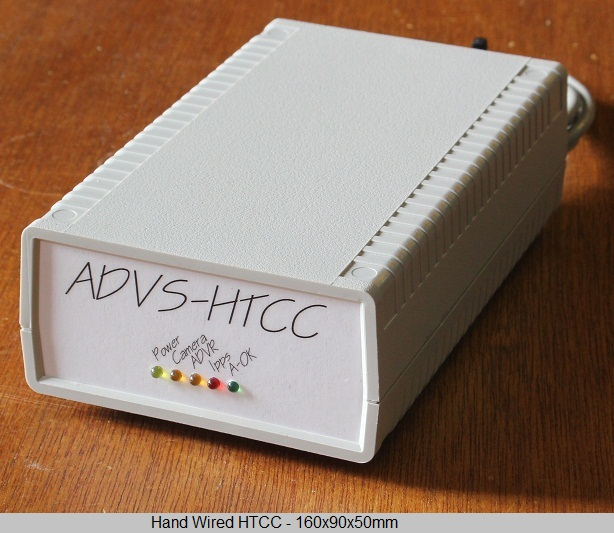 ADVS-HTCC
Power
Camera
ADVR
1pps
A-OK
Hand Wired HTCC - 160x90x50mm